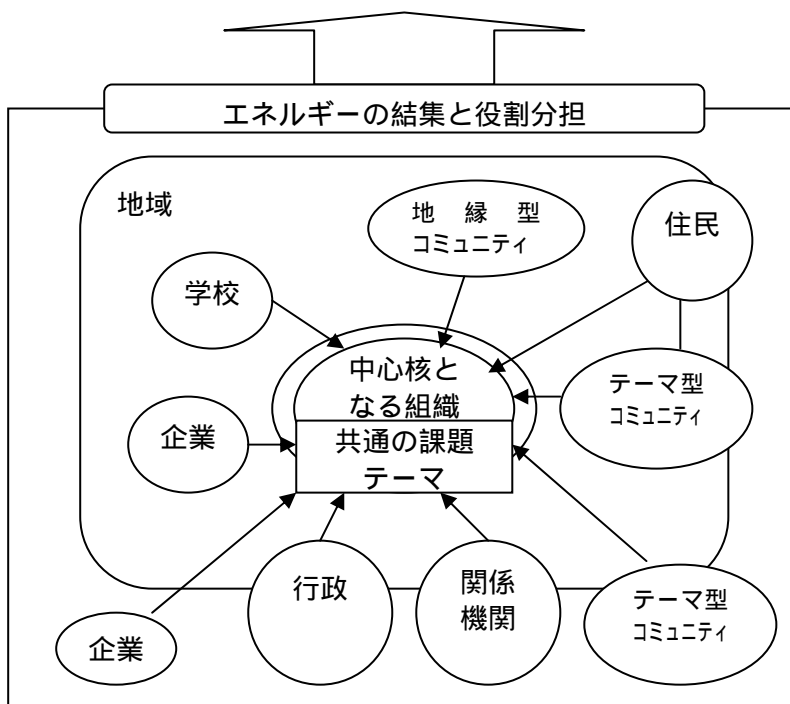 エネルギーの結集と役割分担
地域
地縁型
コミュニティ
住民
学校
中心核と
なる組織
テーマ型
コミュニティ
企業
共通の課題
テーマ
行政
関係
機関
テーマ型
コミュニティ
企業